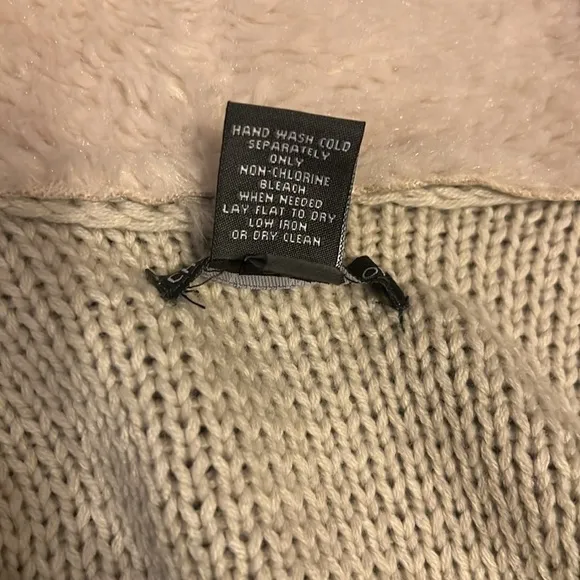 HAND WASH COLD
SEPARATELY
ONLY
NON-CHLORINE
BLEACH
WHEN NEEDED
LAY FLAT TO DRY
LOW IRON
OR DRY CLEAN